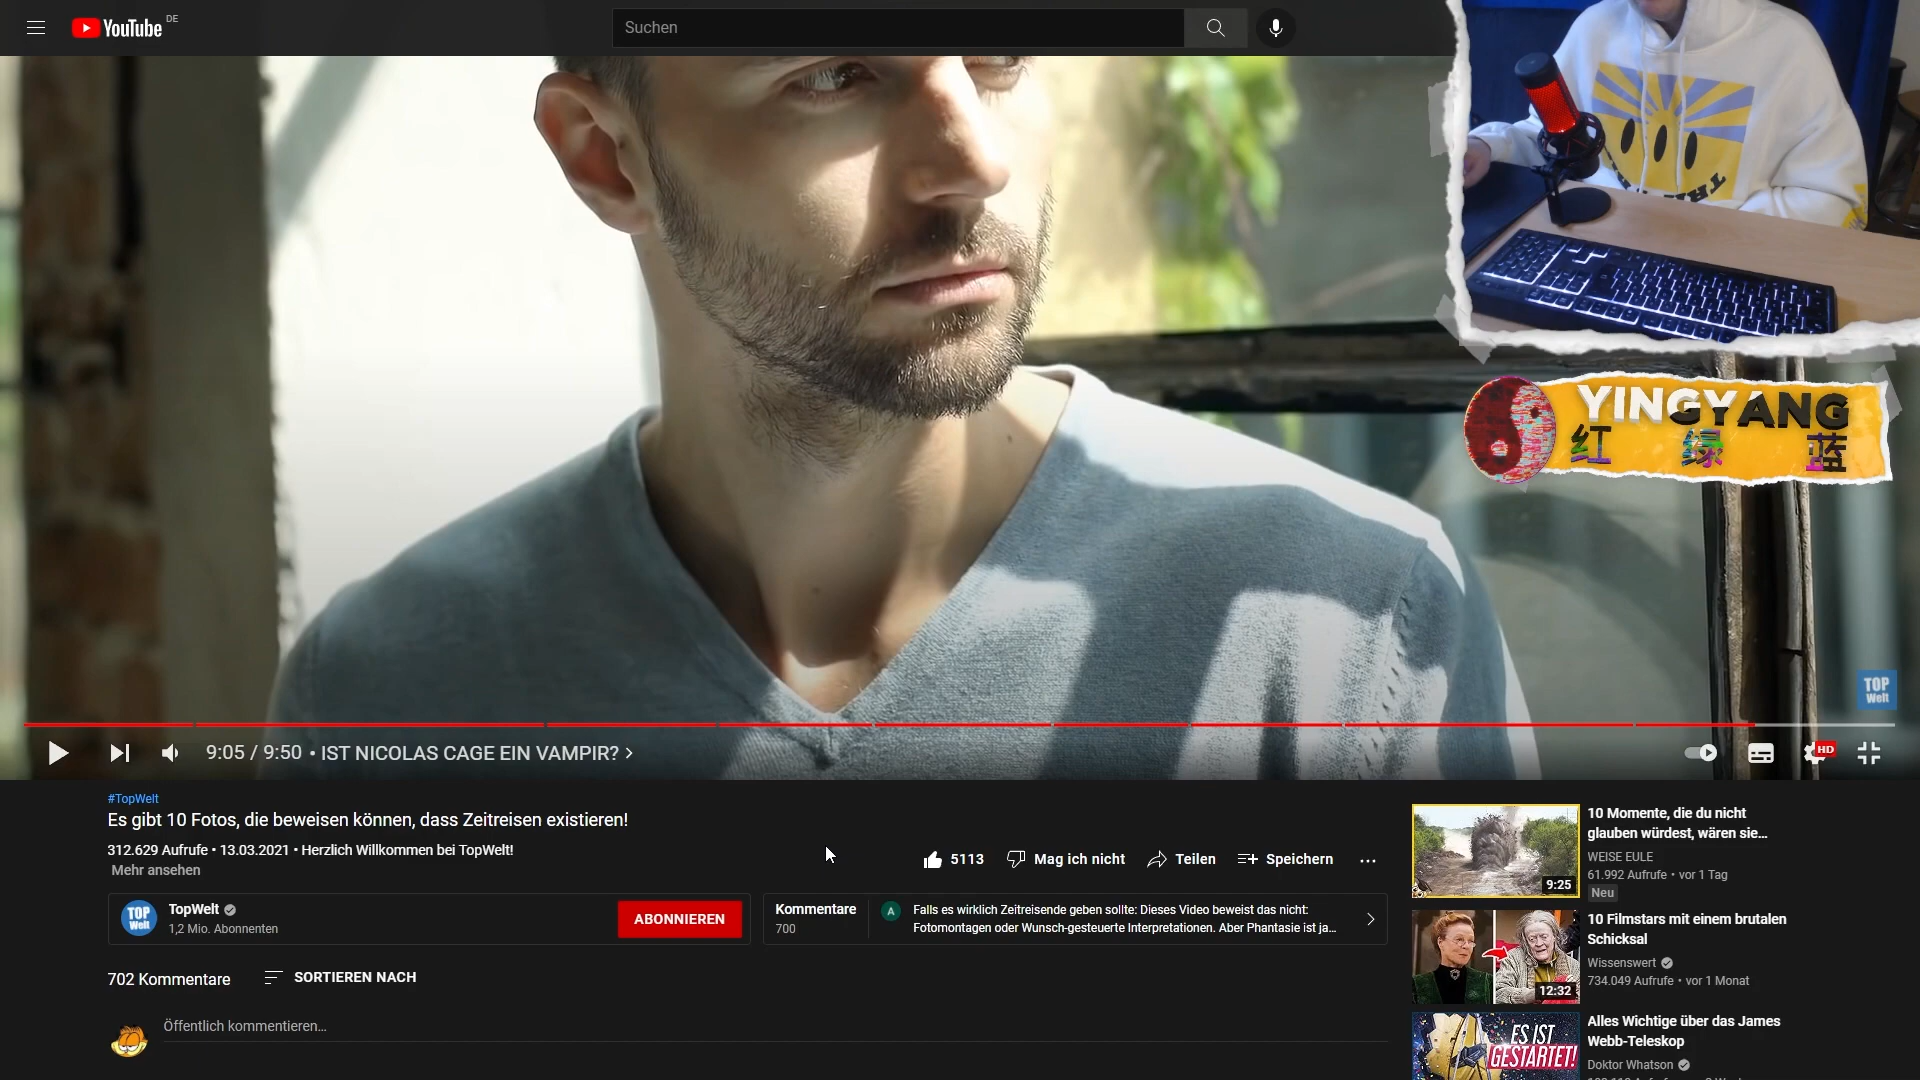 YouTube DE
Suchen
YINGYANG
红 绿 蓝
TOP
Welt
9:05 / 9:50 • IST NICOLAS CAGE EIN VAMPIR?
HD
#TopWelt
Es gibt 10 Fotos, die beweisen können, dass Zeitreisen existieren!
312.629 Aufrufe • 13.03.2021 • Herzlich Willkommen bei TopWelt!
Mehr ansehen
5113
Mag ich nicht
Teilen
Speichern
TOP
Welt
TopWelt
1,2 Mio. Abonnenten
ABONNIEREN
Kommentare
700
A
Falls es wirklich Zeitreisende geben sollte: Dieses Video beweist das nicht:
Fotomontagen oder Wunsch-gesteuerte Interpretationen. Aber Phantasie ist ja...
702 Kommentare
SORTIEREN NACH
Öffentlich kommentieren...
9:25
10 Momente, die du nicht
glauben würdest, wären sie...
WEISE EULE
61.992 Aufrufe • vor 1 Tag
Neu
12:32
10 Filmstars mit einem brutalen
Schicksal
Wissenswert
734.049 Aufrufe • vor 1 Monat
ES IST
GESTARTET!
Alles Wichtige über das James
Webb-Teleskop
Doktor Whatson